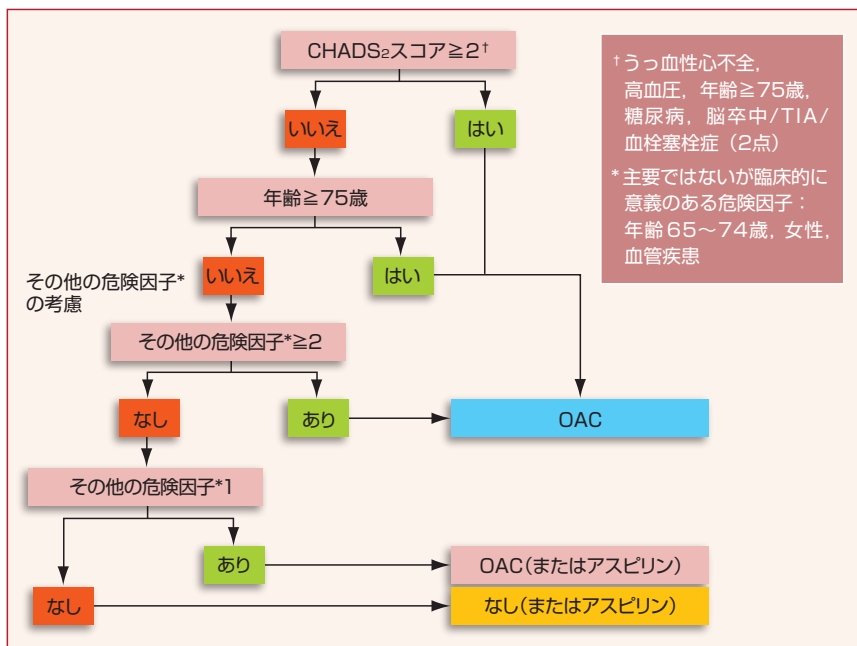 CHADS₂スコア≧2†
いいえ
はい
年齢≧75歳
いいえ
はい
その他の危険因子*
の考慮
その他の危険因子*≧2
なし
あり
OAC
その他の危険因子*1
あり
OAC(またはアスピリン)
なし
なし(またはアスピリン)
†うっ血性心不全,
高血圧, 年齢≧75歳,
糖尿病, 脳卒中/TIA/
血栓塞栓症（2点）
*主要ではないが臨床的に
意義のある危険因子：
年齢65～74歳, 女性,
血管疾患